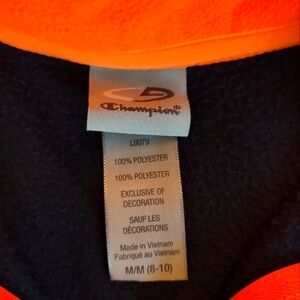 Champion®
L9079
100% POLYESTER
100% POLYESTER
EXCLUSIVE OF
DECORATION
SAUF LES
DÉCORATIONS
Made in Vietnam
Fabriqué au Vietnam
M/M (8-10)